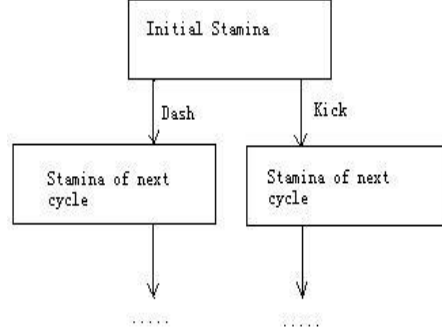 Initial Stamina
Dash
Kick
Stamina of next
cycle
Stamina of next
cycle
.....
.....